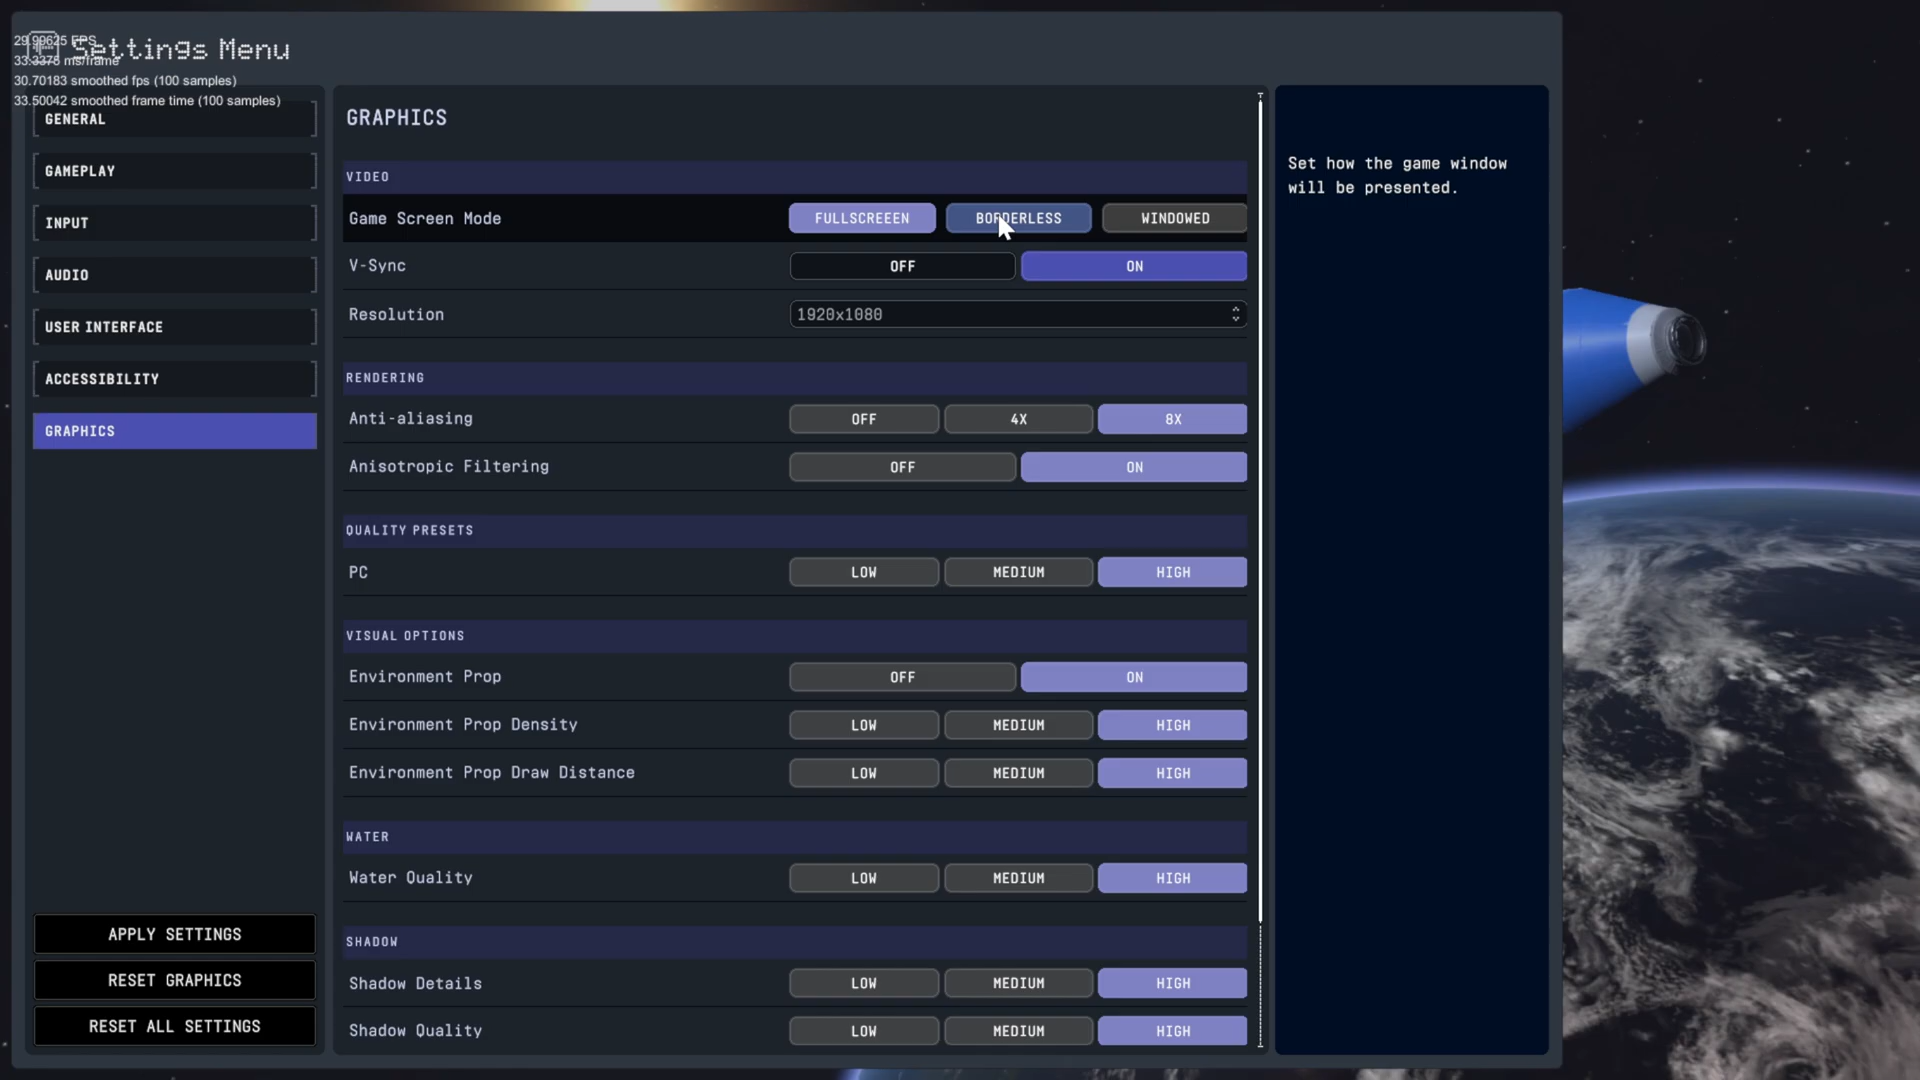 29.99625 FPS
Settings Menu
33.3375 ms/frame
30.70183 smoothed fps (100 samples)
33.50042 smoothed frame time (100 samples)
GENERAL
GAMEPLAY
INPUT
AUDIO
USER INTERFACE
ACCESSIBILITY
GRAPHICS
APPLY SETTINGS
RESET GRAPHICS
RESET ALL SETTINGS
GRAPHICS
VIDEO
Game Screen Mode FULLSCREEEN BORDERLESS WINDOWED
V-Sync OFF ON
Resolution 1920x1080
RENDERING
Anti-aliasing OFF 4X 8X
Anisotropic Filtering OFF ON
QUALITY PRESETS
PC LOW MEDIUM HIGH
VISUAL OPTIONS
Environment Prop OFF ON
Environment Prop Density LOW MEDIUM HIGH
Environment Prop Draw Distance LOW MEDIUM HIGH
WATER
Water Quality LOW MEDIUM HIGH
SHADOW
Shadow Details LOW MEDIUM HIGH
Shadow Quality LOW MEDIUM HIGH
Set how the game window
will be presented.